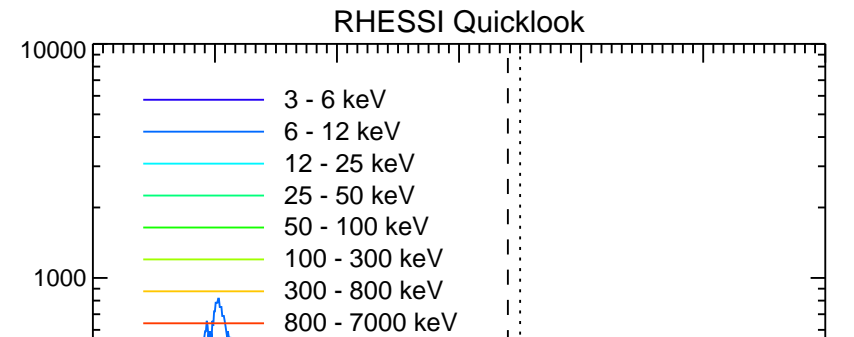 RHESSI Quicklook
10000
3 - 6 keV
6 - 12 keV
12 - 25 keV
25 - 50 keV
50 - 100 keV
100 - 300 keV
1000
300 - 800 keV
800 - 7000 keV